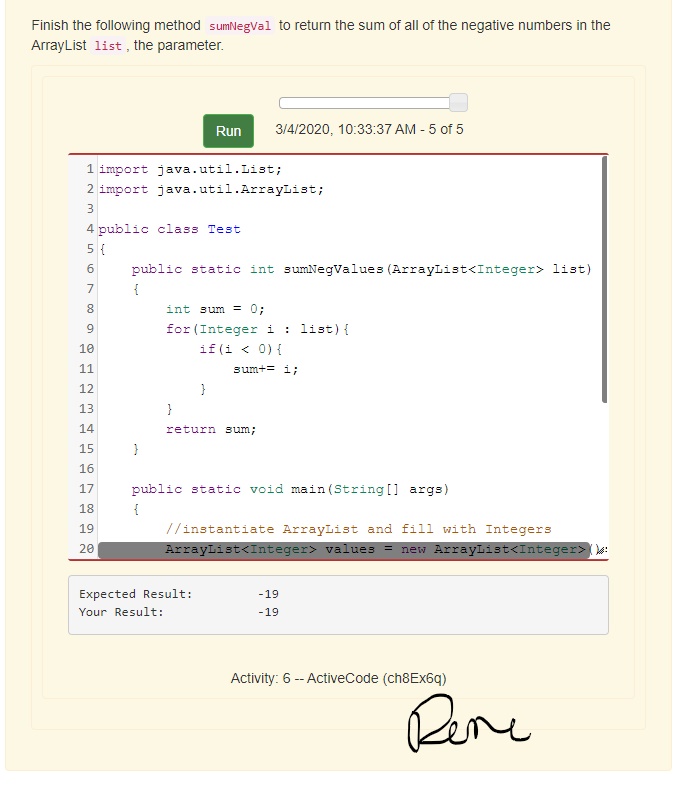 Finish the following method sumNegVal to return the sum of all of the negative numbers in the
ArrayList list , the parameter.
Run
3/4/2020, 10:33:37 AM - 5 of 5
1 import java.util.List;
2 import java.util.ArrayList;
3
4 public class Test
5 {
6     public static int sumNegValues(ArrayList<Integer> list)
7     {
8         int sum = 0;
9         for(Integer i : list){
10             if(i < 0){
11                 sum+= i;
12             }
13         }
14         return sum;
15     }
16
17     public static void main(String[] args)
18     {
19         //instantiate ArrayList and fill with Integers
20         ArrayList<Integer> values = new ArrayList<Integer>();
Expected Result: -19
Your Result: -19
Activity: 6 -- ActiveCode (ch8Ex6q)